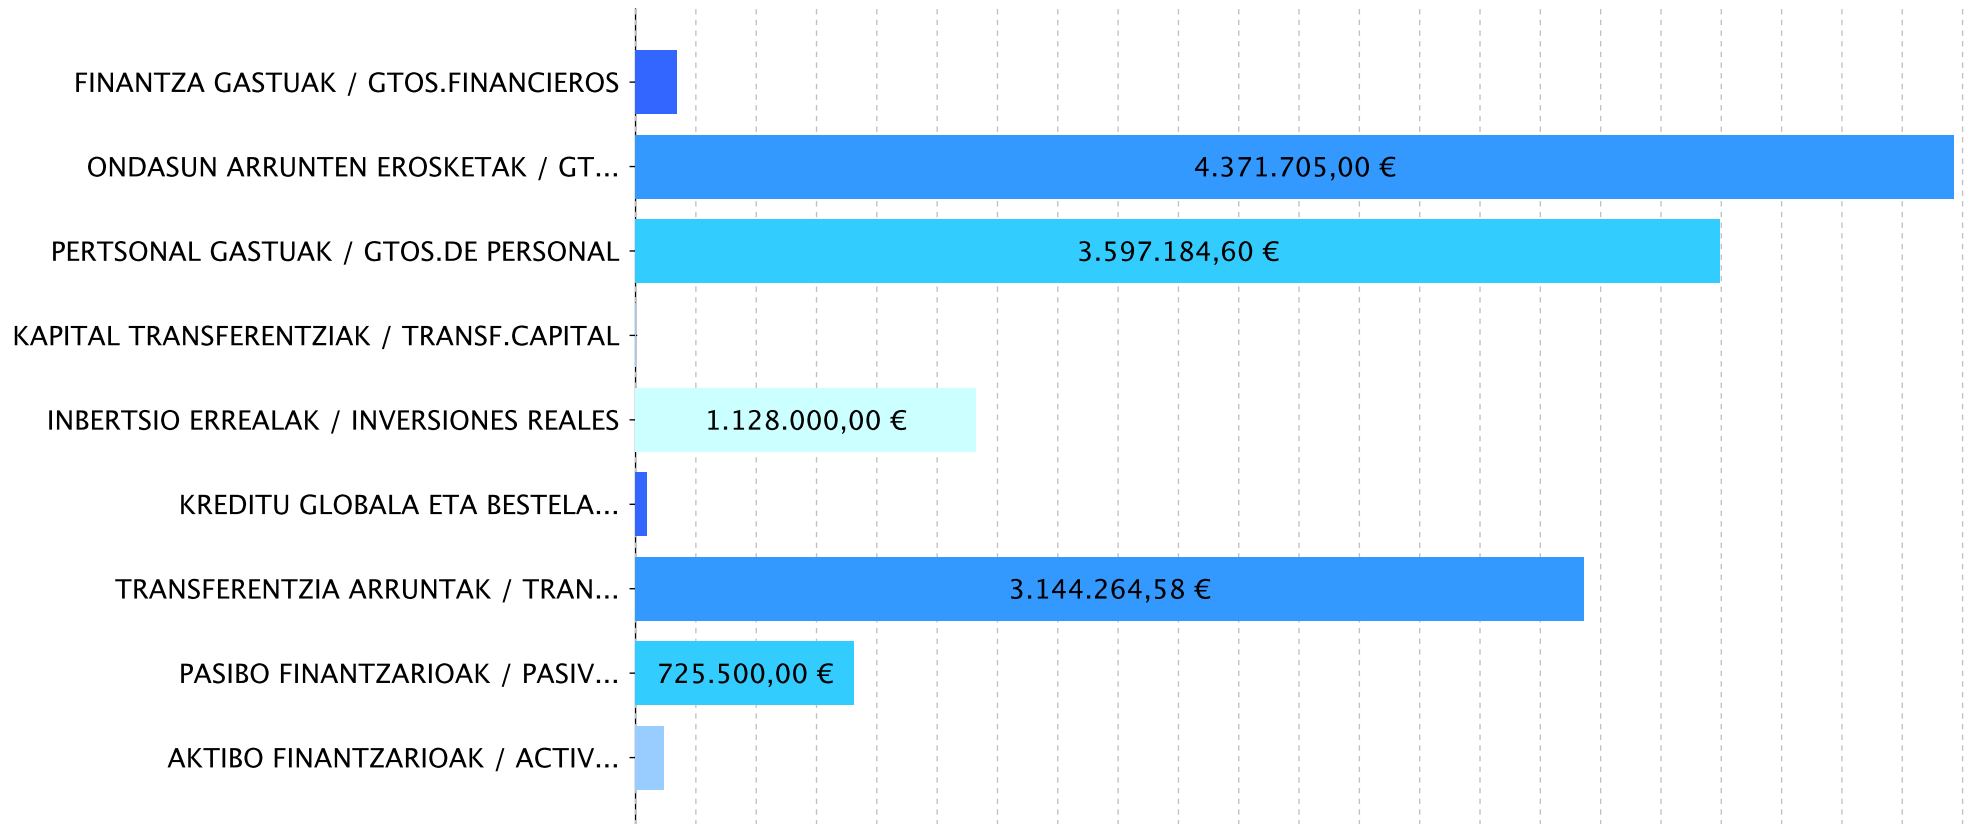 FINANTZA GASTUAK / GTOS.FINANCIEROS
ONDASUN ARRUNTEN EROSKETAK / GT... 4.371.705,00 €
PERTSONAL GASTUAK / GTOS.DE PERSONAL 3.597.184,60 €
KAPITAL TRANSFERENTZIAK / TRANSF.CAPITAL
INBERTSIO ERREALAK / INVERSIONES REALES 1.128.000,00 €
KREDITU GLOBALA ETA BESTELA...
TRANSFERENTZIA ARRUNTAK / TRAN... 3.144.264,58 €
PASIBO FINANTZARIOAK / PASIV... 725.500,00 €
AKTIBO FINANTZARIOAK / ACTIV...